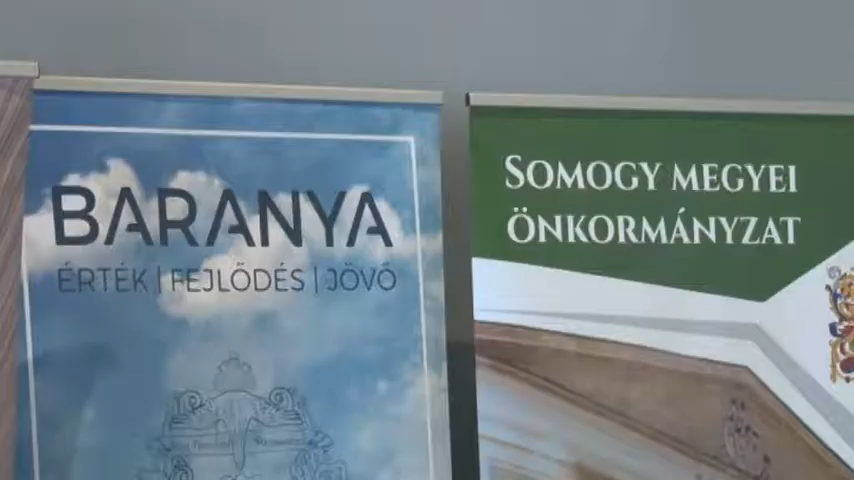 BARANYA
ÉRTÉK | FEJLŐDÉS | JÖVŐ
SOMOGY MEGYEI
ÖNKORMÁNYZAT